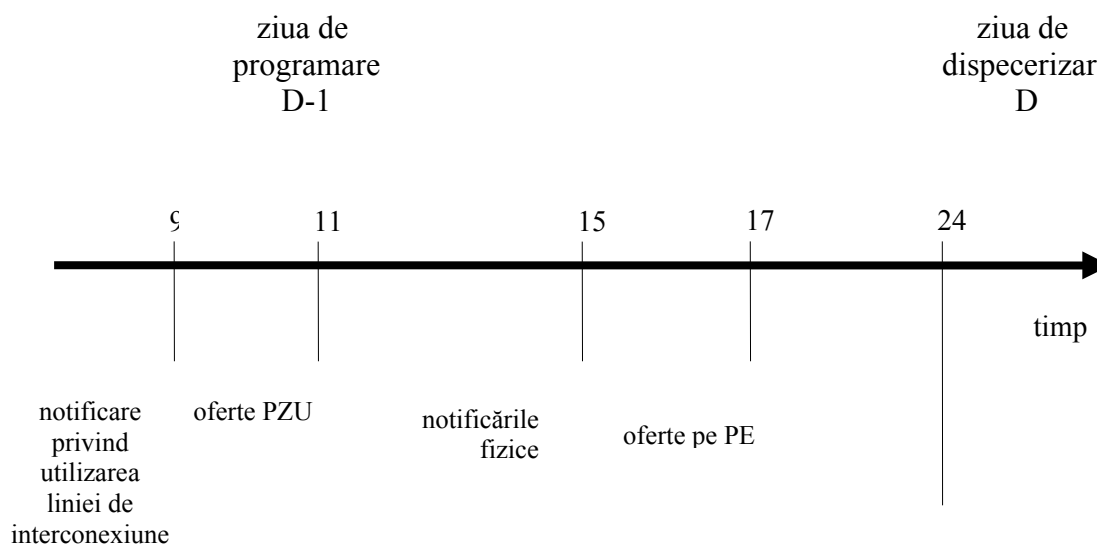 ziua de
programare
D-1
ziua de
dispecerizar
D
9
11
15
17
24
timp
notificare
privind
utilizarea
liniei de
interconexiune
oferte PZU
notificările
fizice
oferte pe PE